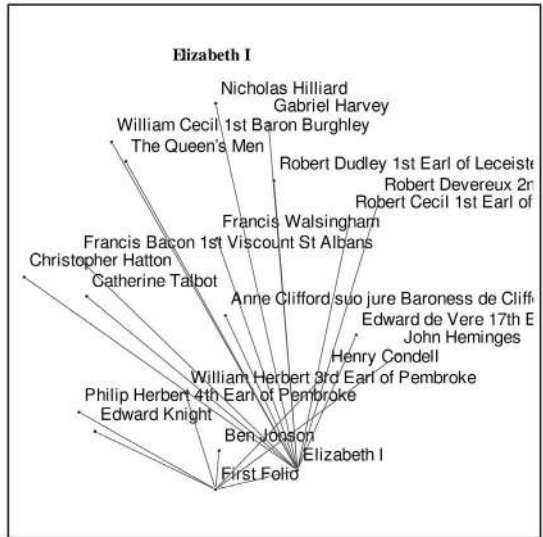 Elizabeth I
Nicholas Hilliard
Gabriel Harvey
William Cecil 1st Baron Burghley
The Queen's Men
Robert Dudley 1st Earl of Leiceste
Robert Devereux 2n
Robert Cecil 1st Earl of
Francis Walsingham
Francis Bacon 1st Viscount St Albans
Christopher Hatton
Catherine Talbot
Anne Clifford suo jure Baroness de Cliff
Edward de Vere 17th E
John Heminges
Henry Condell
William Herbert 3rd Earl of Pembroke
Philip Herbert 4th Earl of Pembroke
Edward Knight
Ben Jonson
Elizabeth I
First Folio